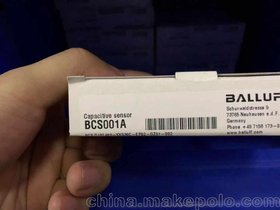 Capacitive sensor
BCS001A
BALLUFF
Schurwaldstrasse 9
73765 Neuhausen a.d.F.
Germany
www.balluff.com
china.makepolo.com